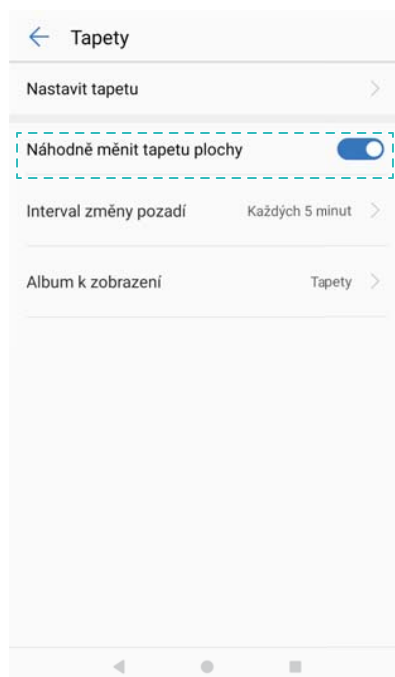 Tapety
Nastavit tapetu
Náhodně měnit tapetu plochy
Interval změny pozadí Každých 5 minut
Album k zobrazení Tapety